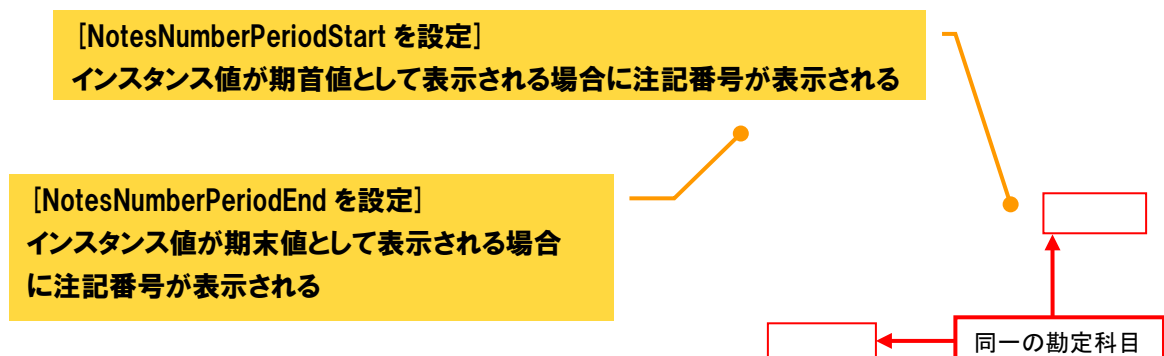 [NotesNumberPeriodStart を設定]
インスタンス値が期首値として表示される場合に注記番号が表示される
[NotesNumberPeriodEnd を設定]
インスタンス値が期末値として表示される場合
に注記番号が表示される
同一の勘定科目